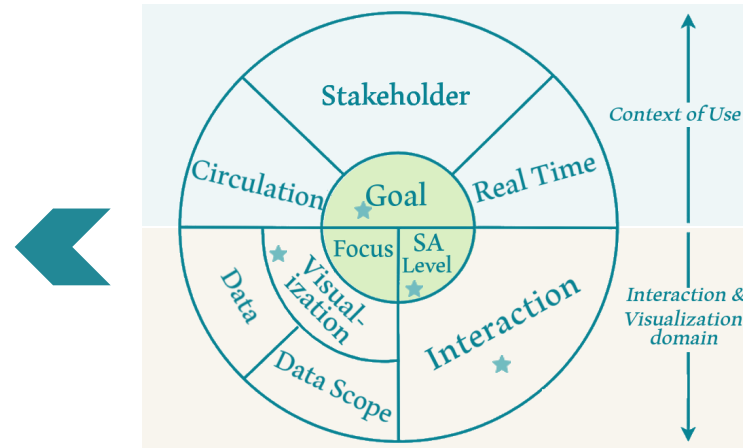 Stakeholder
Context of Use
Circulation
Goal
Real Time
Focus
SA
Level
Data
Visual-
ization
Interaction
Data Scope
Interaction &
Visualization
domain